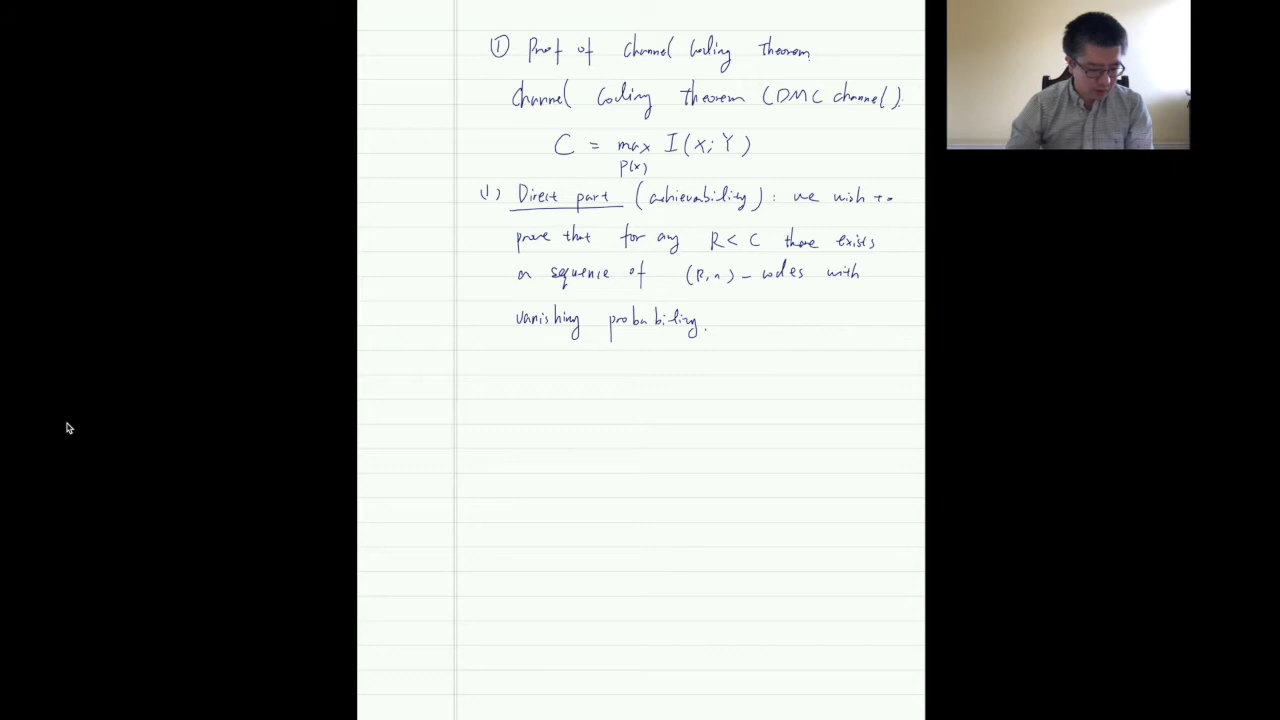 ① Proof of channel coding theorem.
channel coding theorem (DMC channel).
C = max I(X; Y)
p(x)
(1) Direct part (achievability): we wish to
prove that for any R < C there exists
a sequence of (R, n) - codes with
vanishing probability.